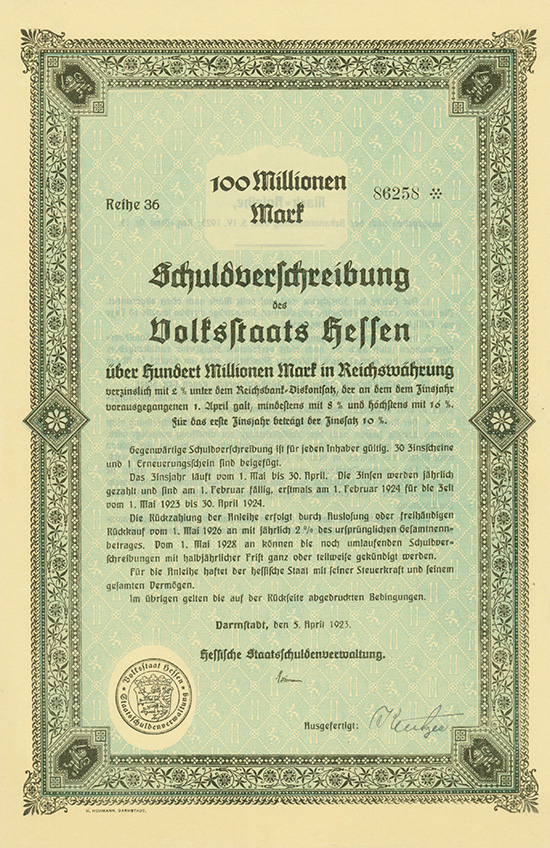 100 Millionen
Mark
Reihe 36
86258
Schuldverschreibung
des
Volksstaats Hessen
über Hundert Millionen Mark in Reichswährung
verzinslich mit 2 % unter dem Reichsbank-Diskontsatz, der an dem dem Zinsjahr
vorausgegangenen 1. April galt, mindestens mit 8 % und höchstens mit 16 %.
Für das erste Zinsjahr beträgt der Zinssatz 10 %.
Gegenwärtige Schuldverschreibung ist für jeden Inhaber gültig. 30 Zinsscheine
und 1 Erneuerungsschein sind beigefügt.
Das Zinsjahr läuft vom 1. Mai bis 30. April. Die Zinsen werden jährlich
gezahlt und sind am 1. Februar fällig, erstmals am 1. Februar 1924 für die Zeit
vom 1. Mai 1923 bis 30. April 1924.
Die Rückzahlung der Anleihe erfolgt durch Auslosung oder freihändigen
Rückkauf vom 1. Mai 1926 an mit jährlich 2 % des ursprünglichen Gesamtnenn-
betrages. Vom 1. Mai 1928 an können die noch umlaufenden Schuldver-
schreibungen mit halbjährlicher Frist ganz oder teilweise gekündigt werden.
Für die Anleihe haftet der hessische Staat mit seiner Steuerkraft und seinem
gesamten Vermögen.
Im übrigen gelten die auf der Rückseite abgedruckten Bedingungen.
Darmstadt, den 5. April 1923.
Hessische Staatsschuldenverwaltung.
Volksstaat Hessen
Staatsschuldenverwaltung
Ausgefertigt:
H. HOHMANN, DARMSTADT.